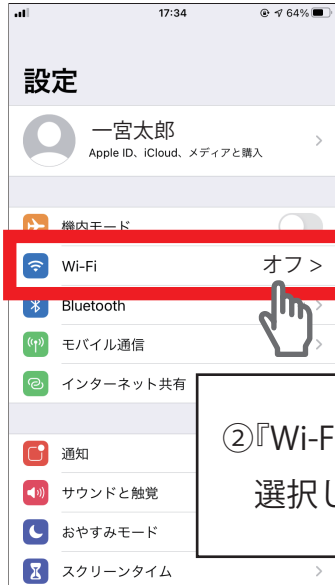 17:34
64%
設定
一宮太郎
Apple ID、iCloud、メディアと購入
機内モード
Wi-Fi オフ >
Bluetooth
モバイル通信
インターネット共有
②『Wi-F
選択し
通知
サウンドと触覚
おやすみモード
スクリーンタイム